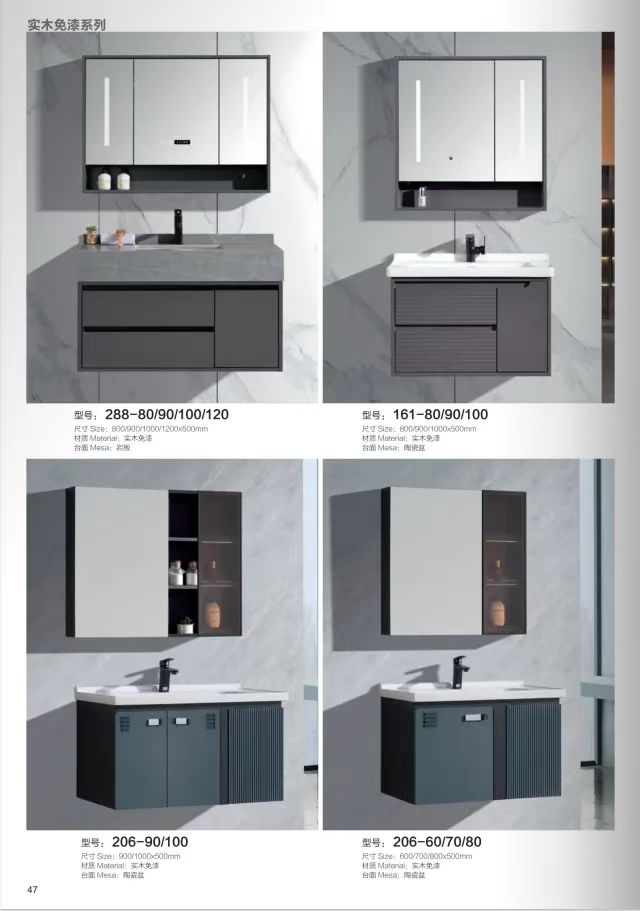 实木免漆系列
型号：288-80/90/100/120
尺寸 Size：800/900/1000/1200x500mm
材质 Material：实木免漆
台面 Mesa：岩板
型号：161-80/90/100
尺寸 Size：800/900/1000x500mm
材质 Material：实木免漆
台面 Mesa：陶瓷盆
型号：206-90/100
尺寸 Size：900/1000x500mm
材质 Material：实木免漆
台面 Mesa：陶瓷盆
型号：206-60/70/80
尺寸 Size：600/700/800x500mm
材质 Material：实木免漆
台面 Mesa：陶瓷盆
47